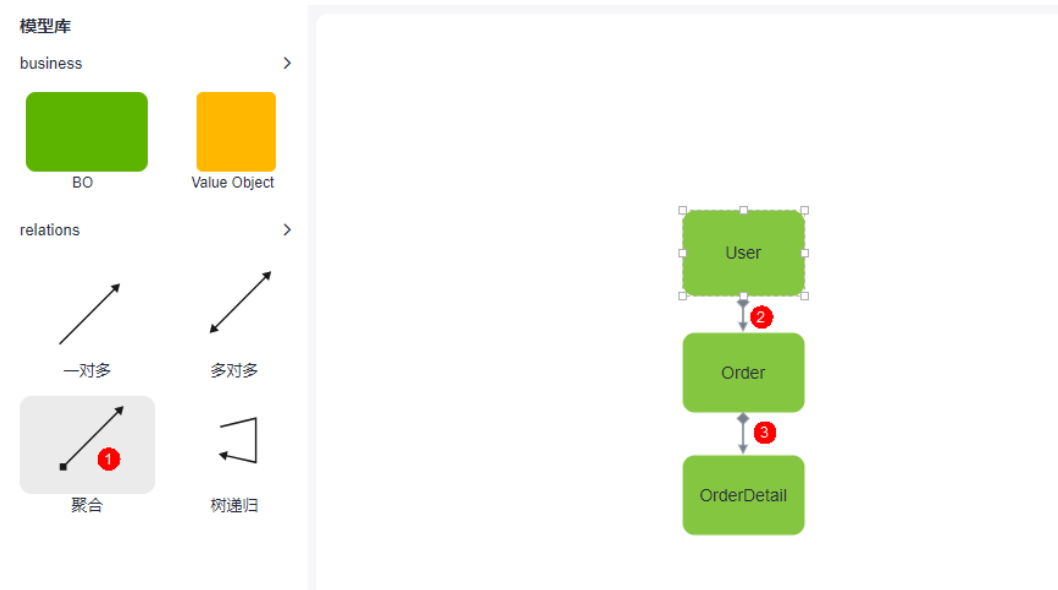 模型库
business
BO
Value Object
relations
一对多
多对多
1
聚合
树递归
User
2
Order
3
OrderDetail